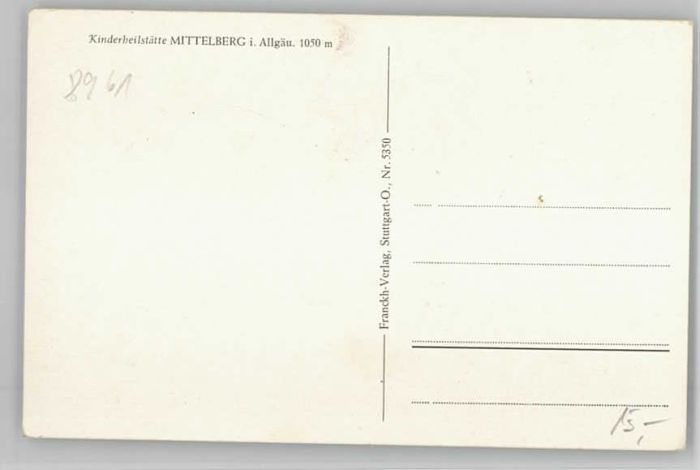 Kinderheilstätte MITTELBERG i. Allgäu. 1050 m
8961
Franckh-Verlag, Stuttgart-O., Nr. 5350
15,-